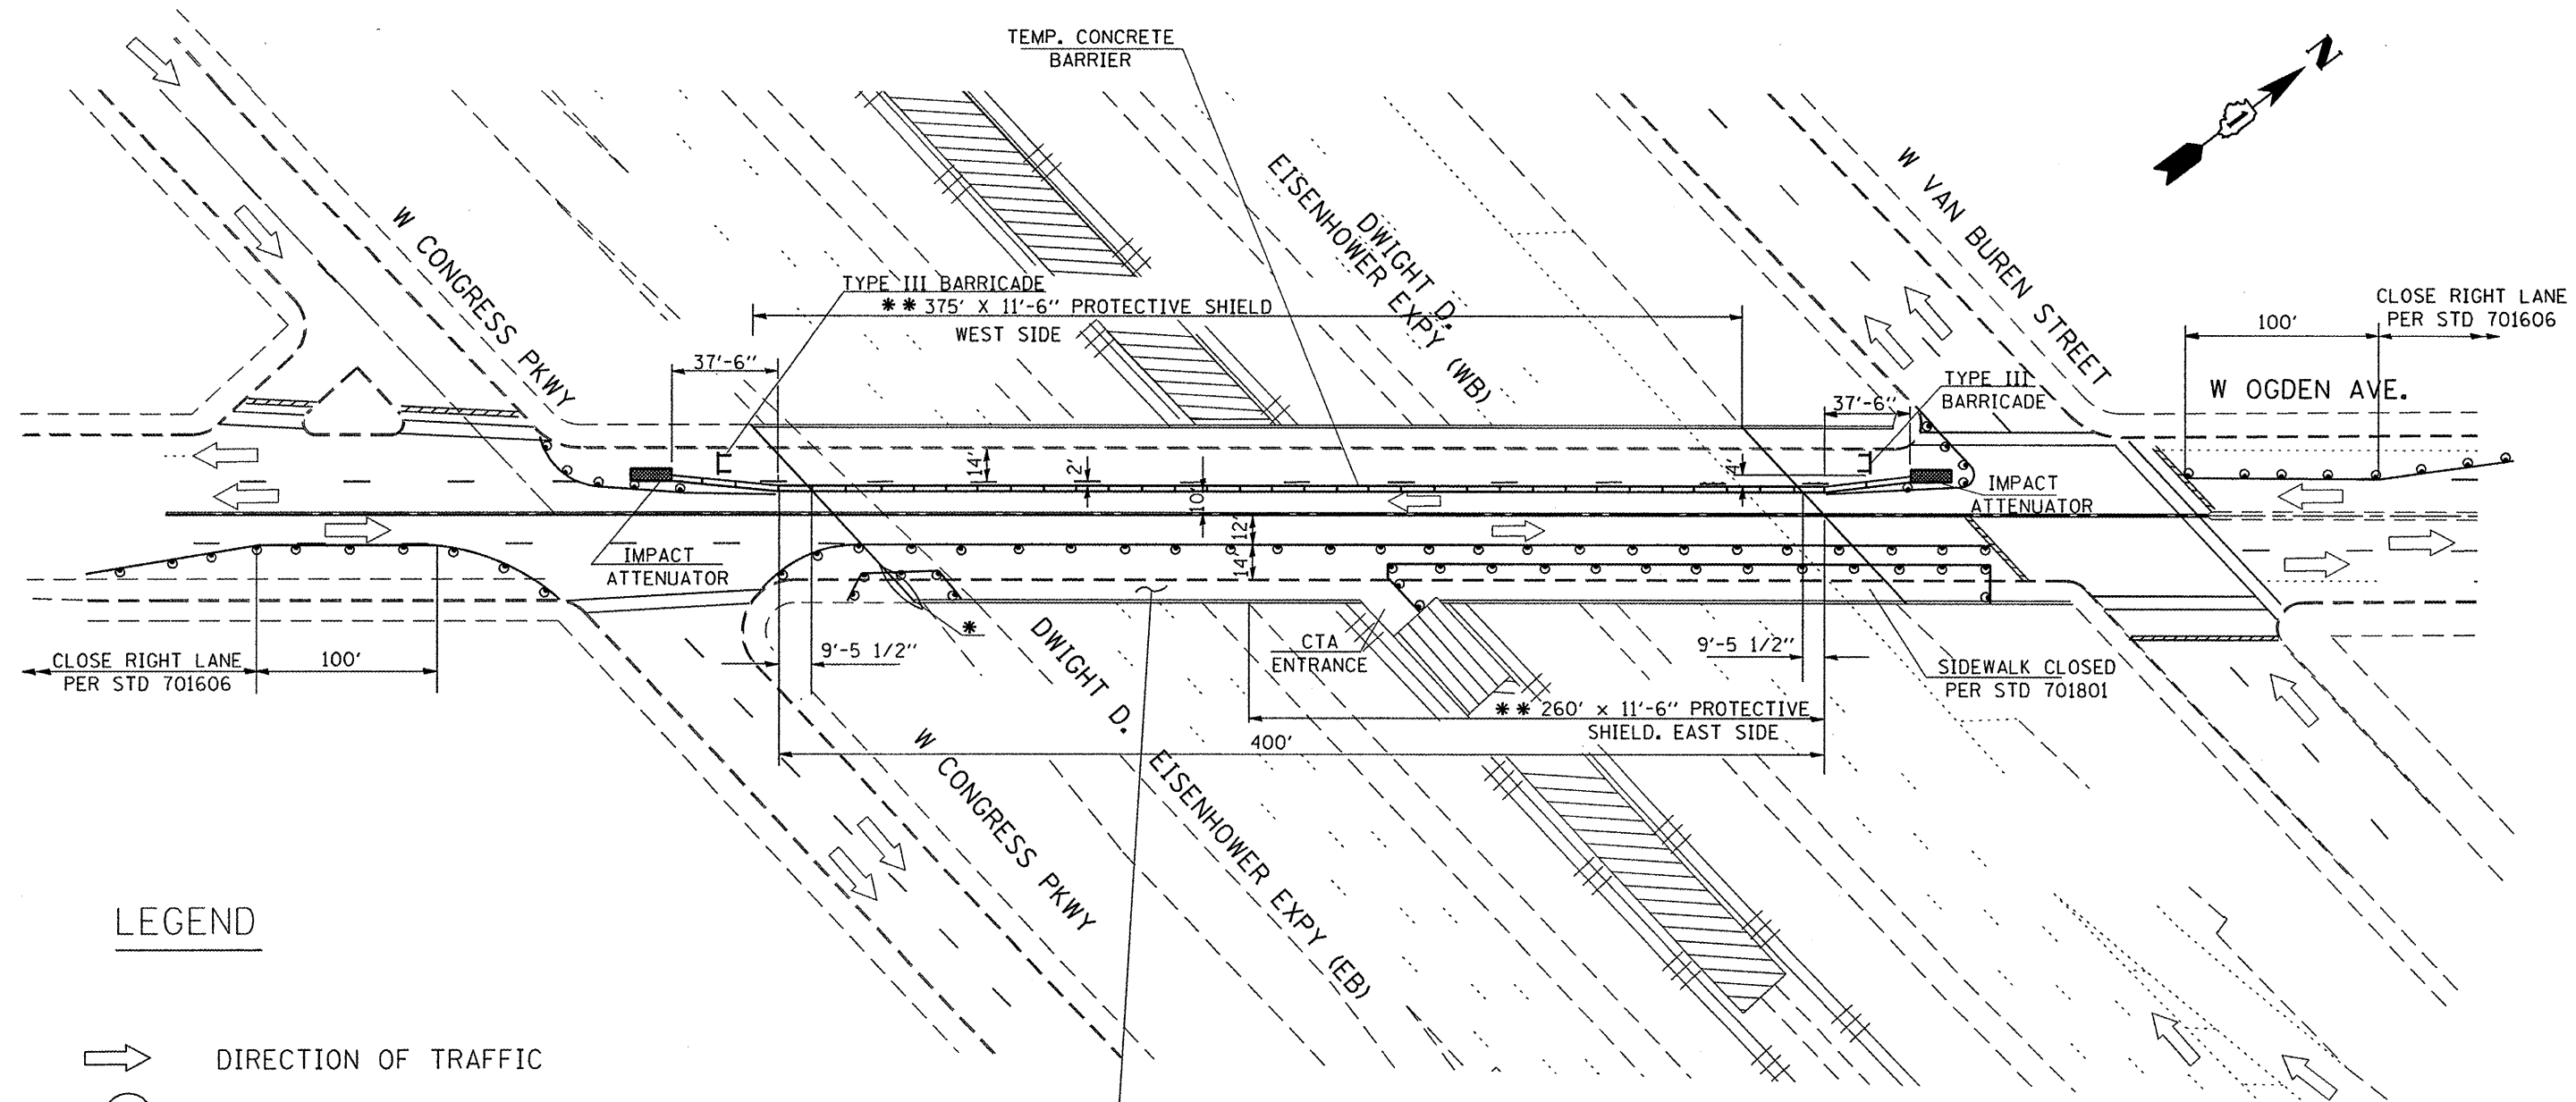 TEMP. CONCRETE
BARRIER
N
1
W CONGRESS PKWY
TYPE III BARRICADE
** 375' X 11'-6" PROTECTIVE SHIELD
WEST SIDE
DWIGHT D.
EISENHOWER EXPY (WB)
W VAN BUREN STREET
CLOSE RIGHT LANE
PER STD 701606
100'
W OGDEN AVE.
37'-6"
37'-6"
TYPE III
BARRICADE
14'
2'
10'
4'
IMPACT
ATTENUATOR
12'
14'
IMPACT
ATTENUATOR
*
CLOSE RIGHT LANE
PER STD 701606
100'
9'-5 1/2"
DWIGHT D.
EISENHOWER EXPY (EB)
CTA
ENTRANCE
9'-5 1/2"
SIDEWALK CLOSED
PER STD 701801
** 260' x 11'-6" PROTECTIVE
SHIELD. EAST SIDE
400'
W CONGRESS PKWY
LEGEND
DIRECTION OF TRAFFIC